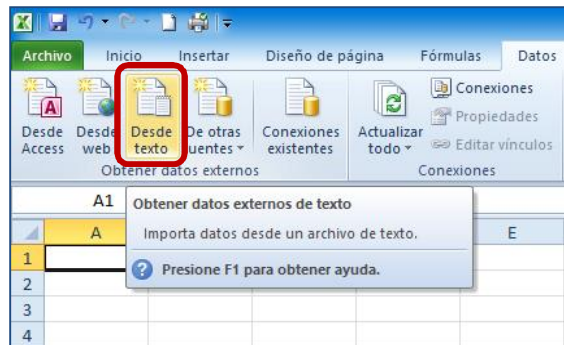 Archivo Inicio Insertar Diseño de página Fórmulas Datos
Desde Access
Desde web
Desde texto
De otras fuentes
Conexiones existentes
Obtener datos externos
Actualizar todo
Conexiones
Propiedades
Editar vínculos
Conexiones
A1
Obtener datos externos de texto
Importa datos desde un archivo de texto.
Presione F1 para obtener ayuda.
A E
1
2
3
4